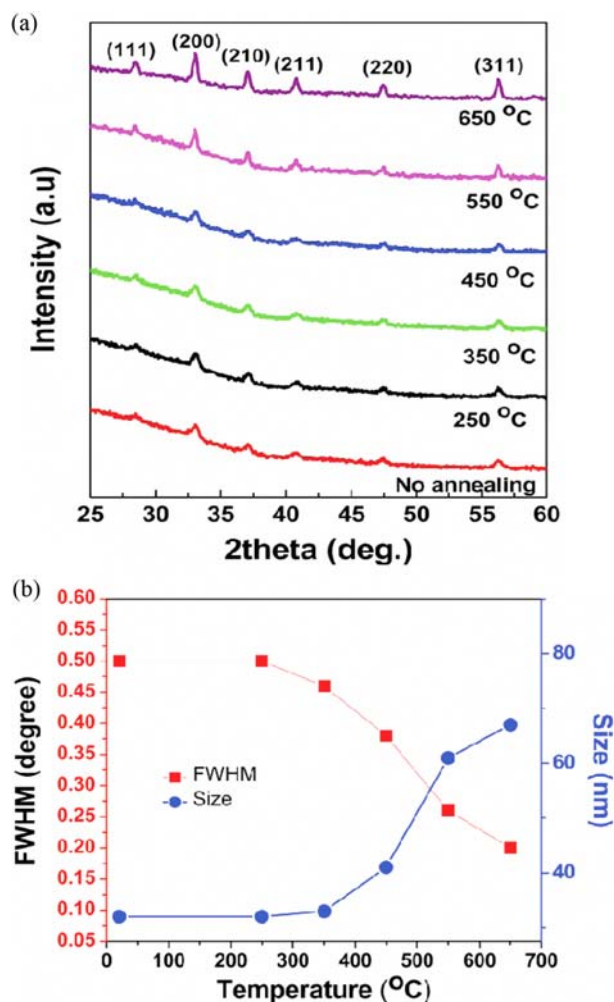 (a)
(111) (200) (210) (211) (220) (311)
650 °C
550 °C
450 °C
350 °C
250 °C
No annealing
Intensity (a.u)
25 30 35 40 45 50 55 60
2theta (deg.)
(b)
0.60
0.55
0.50
0.45
0.40
0.35
0.30
0.25
0.20
0.15
0.10
0.05
FWHM (degree)
FWHM
Size
80
60
40
Size (nm)
0 100 200 300 400 500 600 700
Temperature (°C)